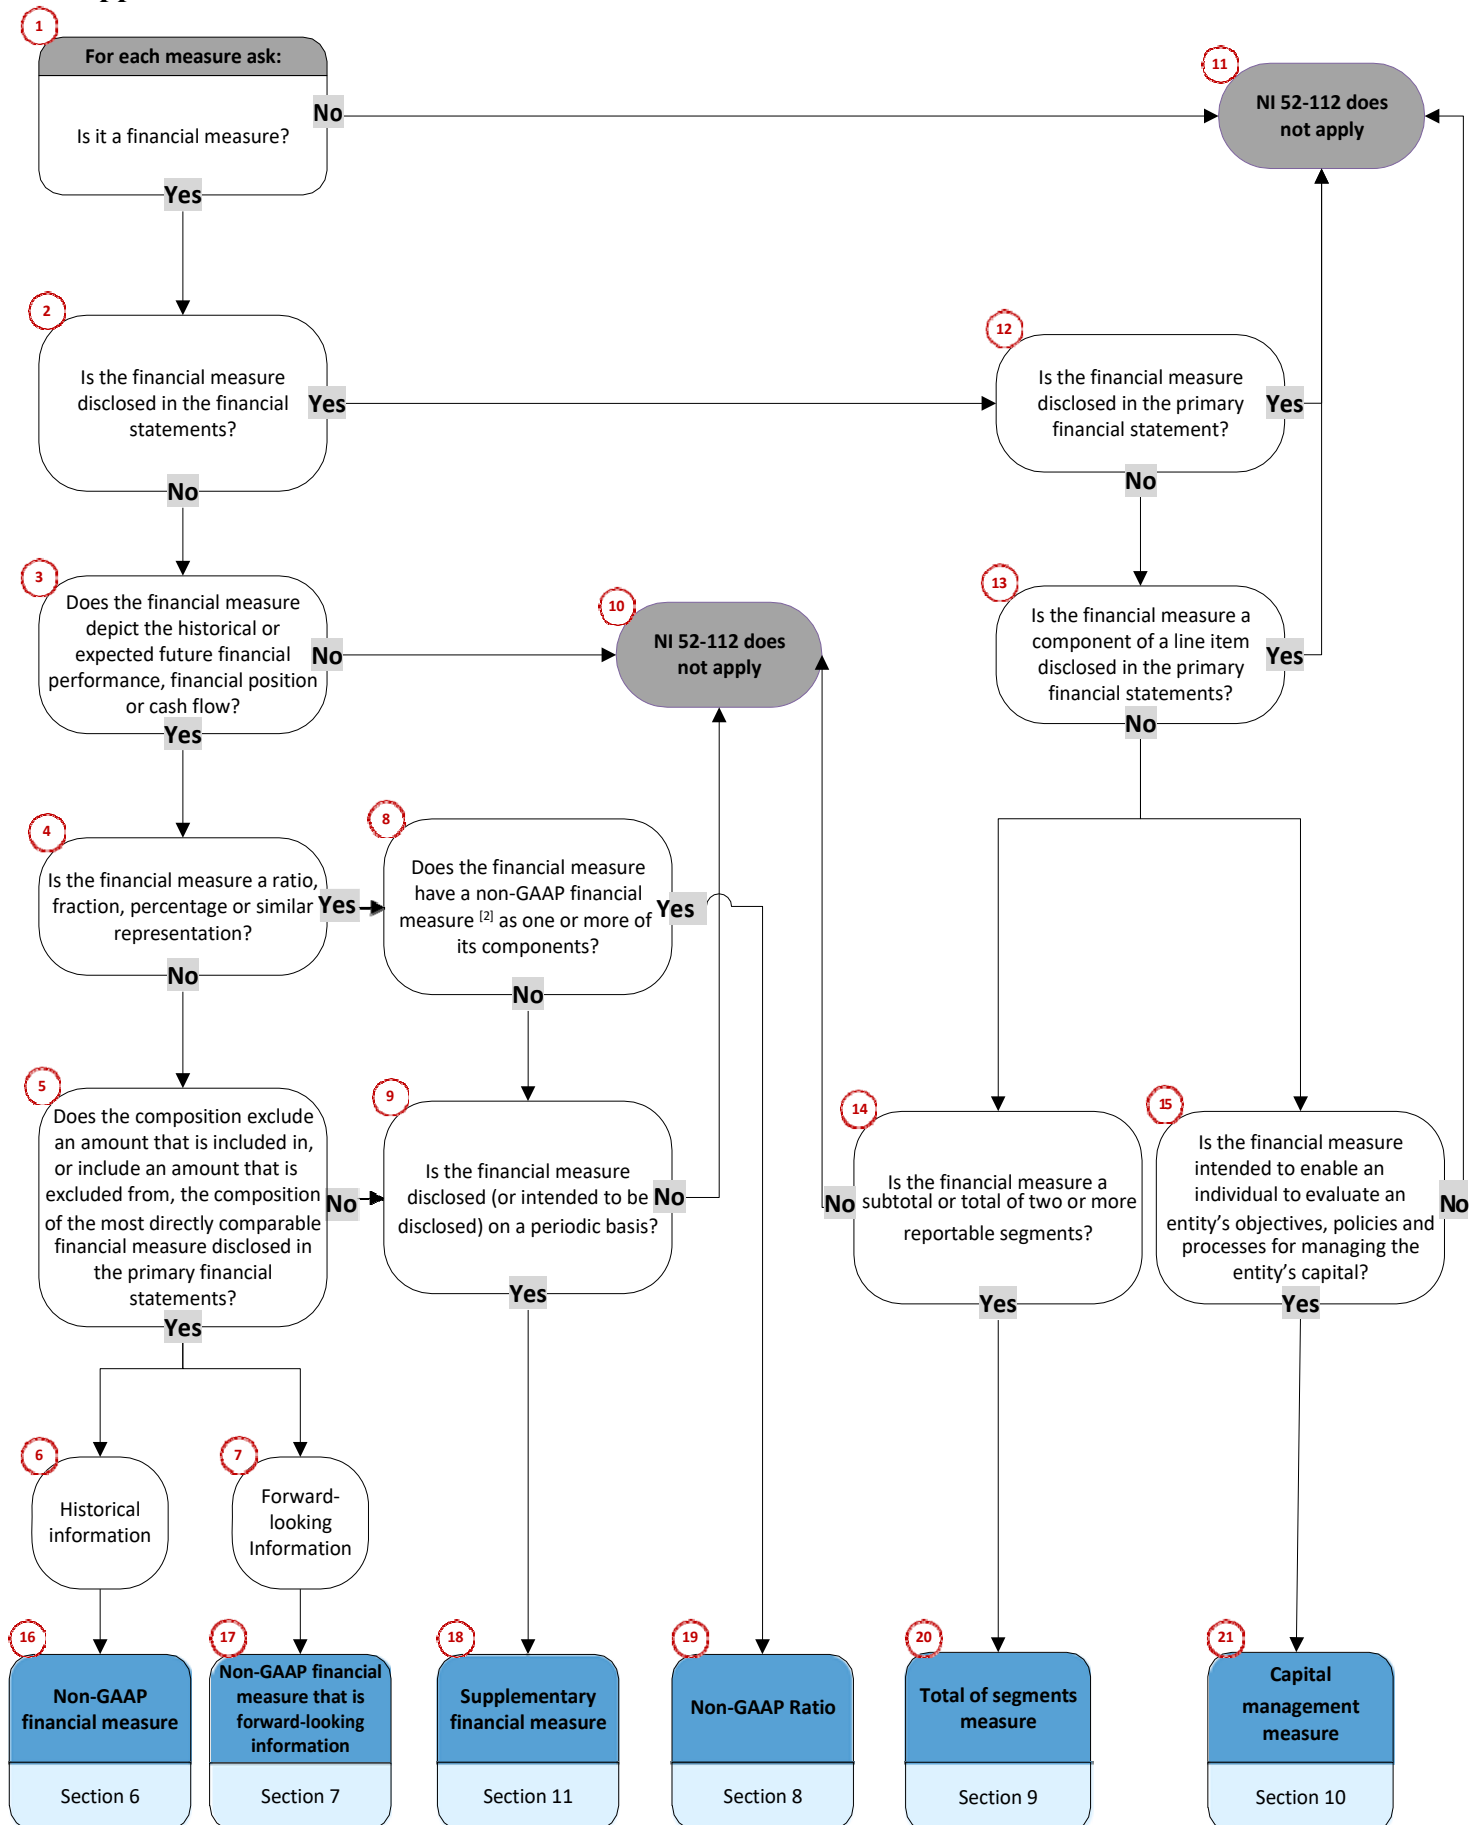 1
For each measure ask:
Is it a financial measure?
No
Yes
11
NI 52-112 does
not apply
2
Is the financial measure
disclosed in the financial
statements?
Yes
No
12
Is the financial measure
disclosed in the primary
financial statement?
Yes
No
3
Does the financial measure
depict the historical or
expected future financial
performance, financial position
or cash flow?
No
Yes
10
NI 52-112 does
not apply
13
Is the financial measure a
component of a line item
disclosed in the primary
financial statements?
Yes
No
4
Is the financial measure a ratio,
fraction, percentage or similar
representation?
Yes
No
8
Does the financial measure
have a non-GAAP financial
measure [2] as one or more of
its components?
Yes
No
5
Does the composition exclude
an amount that is included in,
or include an amount that is
excluded from, the composition
of the most directly comparable
financial measure disclosed in
the primary financial
statements?
No
Yes
9
Is the financial measure
disclosed (or intended to be
disclosed) on a periodic basis?
No
Yes
14
Is the financial measure a
subtotal or total of two or more
reportable segments?
No
Yes
15
Is the financial measure
intended to enable an
individual to evaluate an
entity's objectives, policies and
processes for managing the
entity's capital?
No
Yes
6
Historical
information
7
Forward-
looking
Information
16
Non-GAAP
financial measure
Section 6
17
Non-GAAP financial
measure that is
forward-looking
information
Section 7
18
Supplementary
financial measure
Section 11
19
Non-GAAP Ratio
Section 8
20
Total of segments
measure
Section 9
21
Capital
management
measure
Section 10